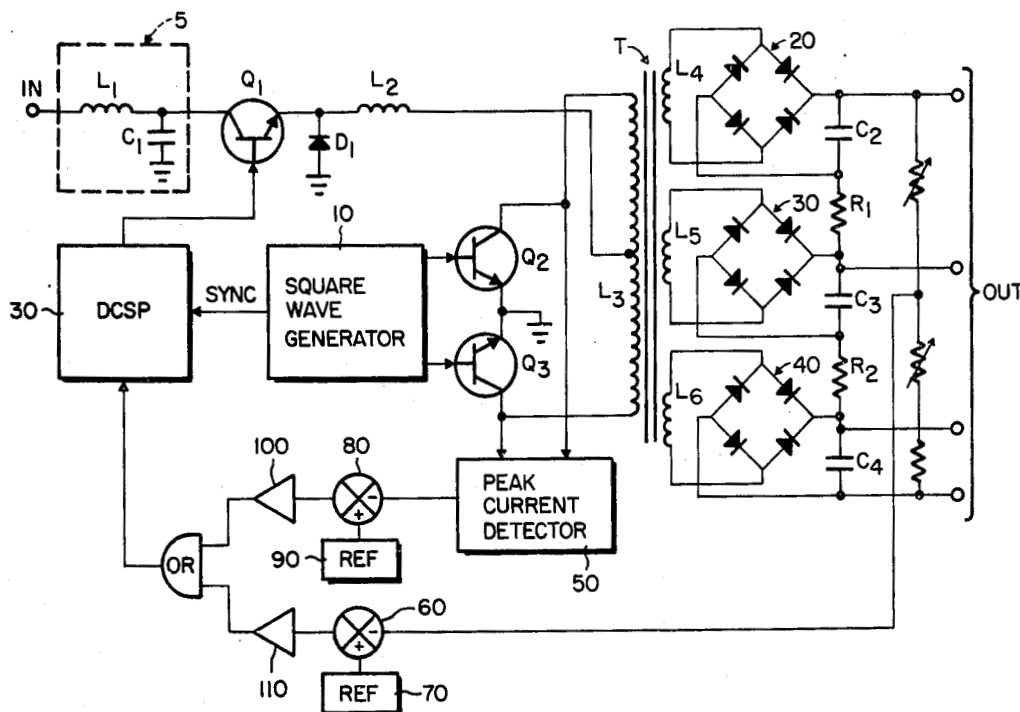 5
IN
L1
C1
Q1
D1
L2
T
L4
20
C2
R1
L5
30
C3
R2
L3
L6
40
C4
OUT
30
DCSP
SYNC
10
SQUARE
WAVE
GENERATOR
Q2
Q3
100
80
- +
90
REF
PEAK
CURRENT
DETECTOR
50
OR
110
60
- +
REF
70